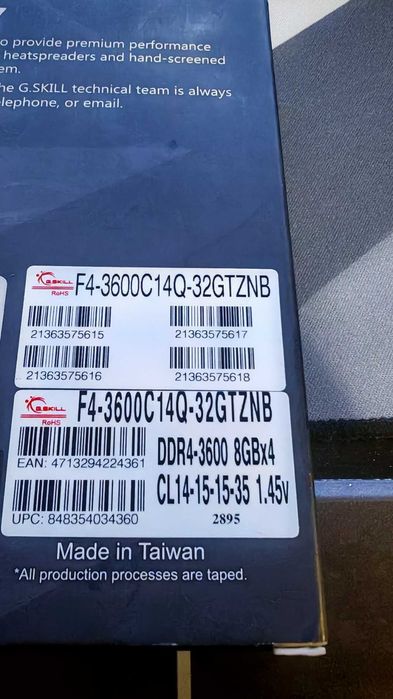 o provide premium performance
heatspreaders and hand-screened
em.
he G.SKILL technical team is always
elephone, or email.
G.SKILL
RoHS
F4-3600C14Q-32GTZNB
21363575615
21363575617
21363575616
21363575618
G.SKILL
RoHS
F4-3600C14Q-32GTZNB
EAN: 4713294224361
DDR4-3600 8GBx4
CL14-15-15-35 1.45v
UPC: 848354034360
2895
Made in Taiwan
*All production processes are taped.